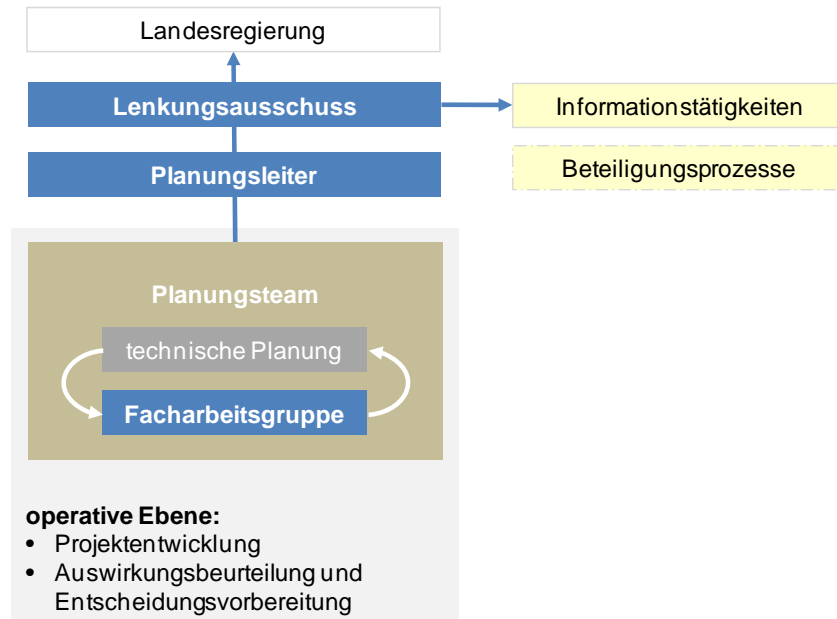 Landesregierung
Lenkungsausschuss
Informationstätigkeiten
Planungsleiter
Beteiligungsprozesse
Planungsteam
technische Planung
Facharbeitsgruppe
operative Ebene:
• Projektentwicklung
• Auswirkungsbeurteilung und
Entscheidungsvorbereitung